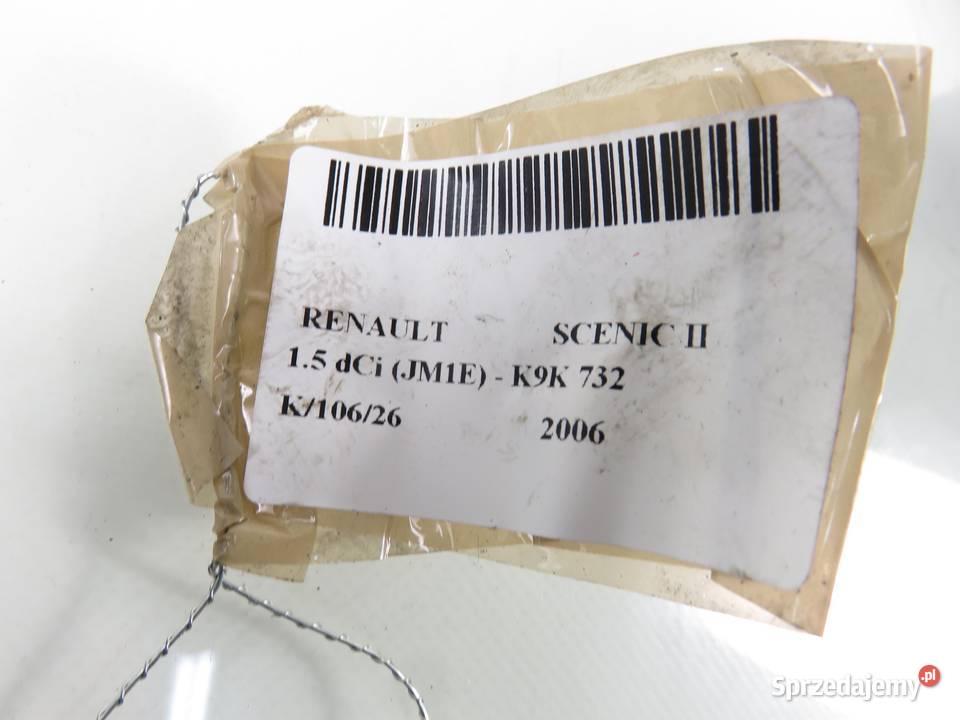 RENAULT SCENIC II
1.5 dCi (JM1E) - K9K 732
K/106/26 2006
Sprzedajemy.pl